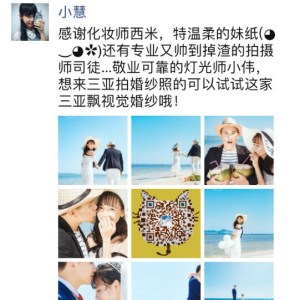 小慧
感谢化妆师西米，特温柔的妹纸(◕
‿◕✲)还有专业又帅到掉渣的拍摄
师司徒...敬业可靠的灯光师小伟，
想来三亚拍婚纱照的可以试试这家
三亚飘视觉婚纱哦！